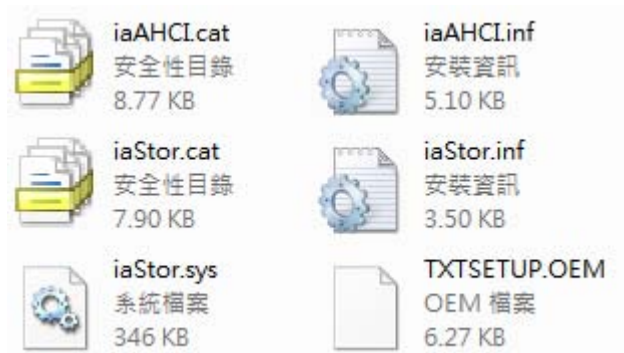 iaAHCI.cat
安全性目錄
8.77 KB
iaAHCI.inf
安裝資訊
5.10 KB
iaStor.cat
安全性目錄
7.90 KB
iaStor.inf
安裝資訊
3.50 KB
iaStor.sys
系統檔案
346 KB
TXTSETUP.OEM
OEM 檔案
6.27 KB